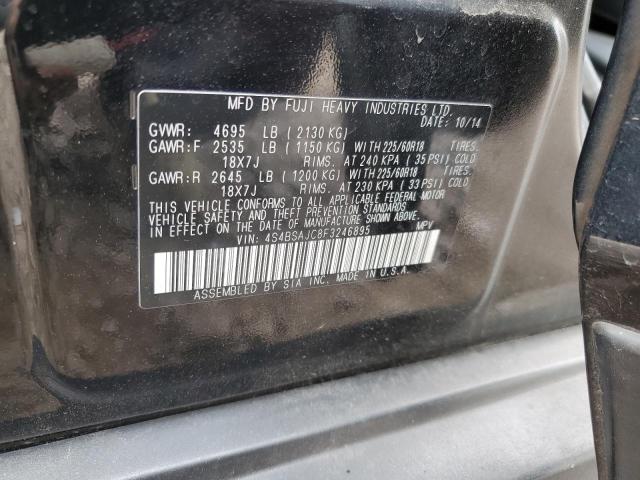 MFD BY FUJI HEAVY INDUSTRIES LTD.
DATE: 10/14
GVWR: 4695 LB (2130 KG)
GAWR:F 2535 LB (1150 KG) WITH 225/60R18 TIRES.
18X7J RIMS. AT 240 KPA (35 PSI) COLD
GAWR:R 2645 LB (1200 KG) WITH 225/60R18 TIRES.
18X7J RIMS. AT 230 KPA (33 PSI) COLD
THIS VEHICLE CONFORMS TO ALL APPLICABLE FEDERAL MOTOR
VEHICLE SAFETY AND THEFT PREVENTION STANDARDS
IN EFFECT ON THE DATE OF MANUFACTURE SHOWN ABOVE.
VIN: 4S4BSAJC8F3246895 MPV
ASSEMBLED BY SIA INC. MADE IN U.S.A.